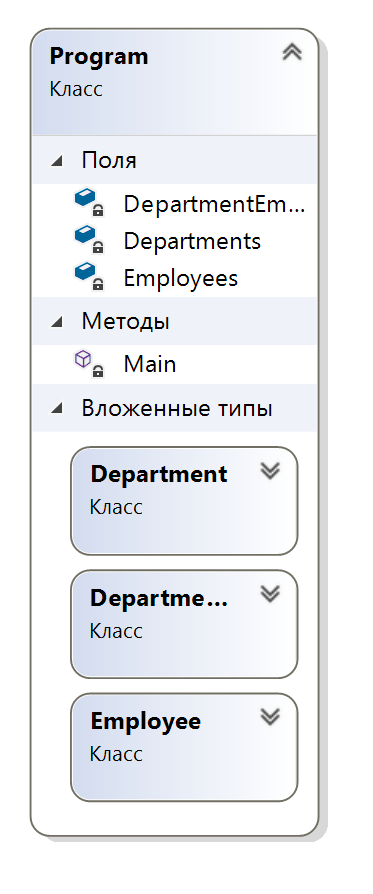 Program
Класс
Поля
DepartmentEm...
Departments
Employees
Методы
Main
Вложенные типы
Department
Класс
Departme...
Класс
Employee
Класс